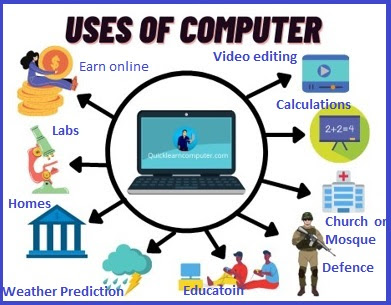 USES OF COMPUTER
Earn online
Video editing
Calculations
2+2=4
Labs
Quicklearncomputer.com
Homes
Church or
Mosque
Defence
Weather Prediction
Educatoin